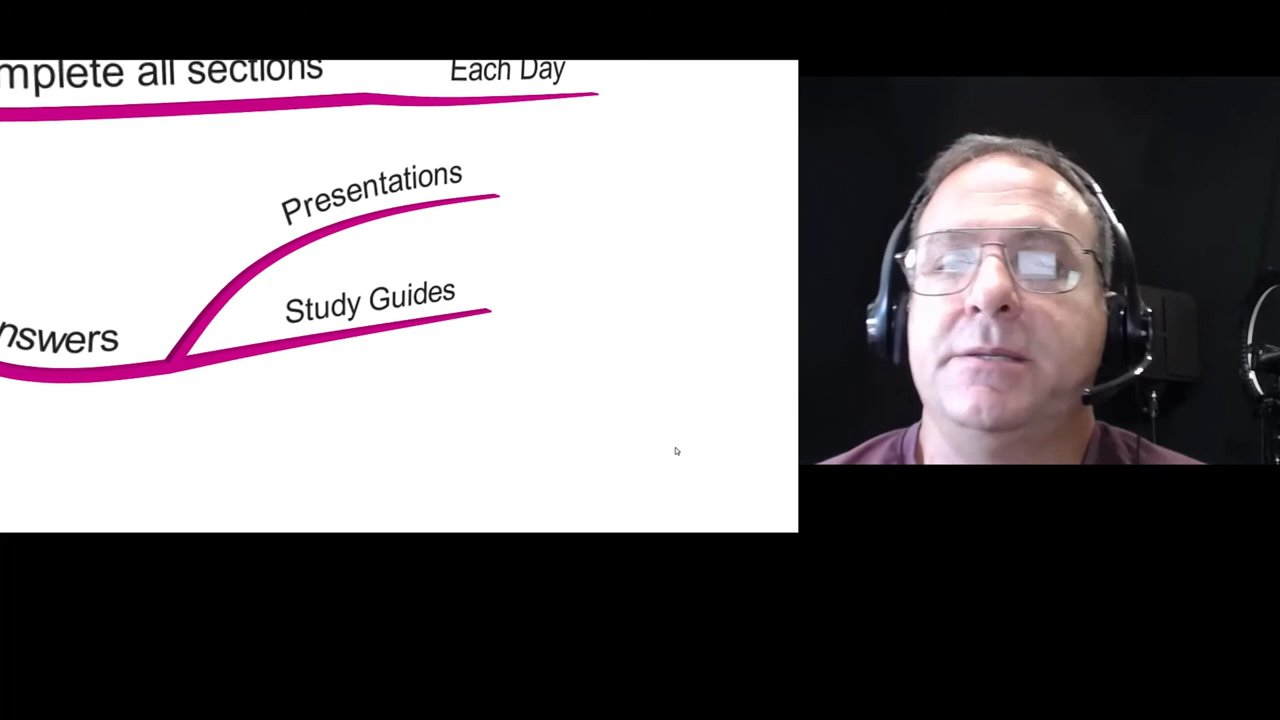 mplete all sections
Each Day
Presentations
Study Guides
nswers